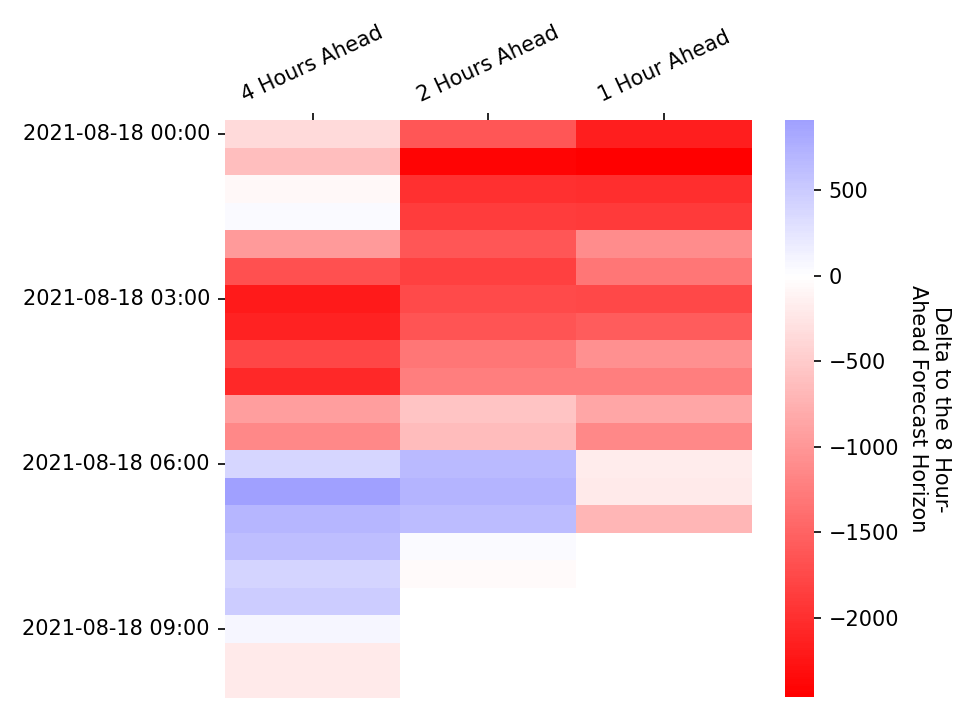 4 Hours Ahead
2 Hours Ahead
1 Hour Ahead
2021-08-18 00:00
2021-08-18 03:00
2021-08-18 06:00
2021-08-18 09:00
500
0
−500
−1000
−1500
−2000
Delta to the 8 Hour-
Ahead Forecast Horizon